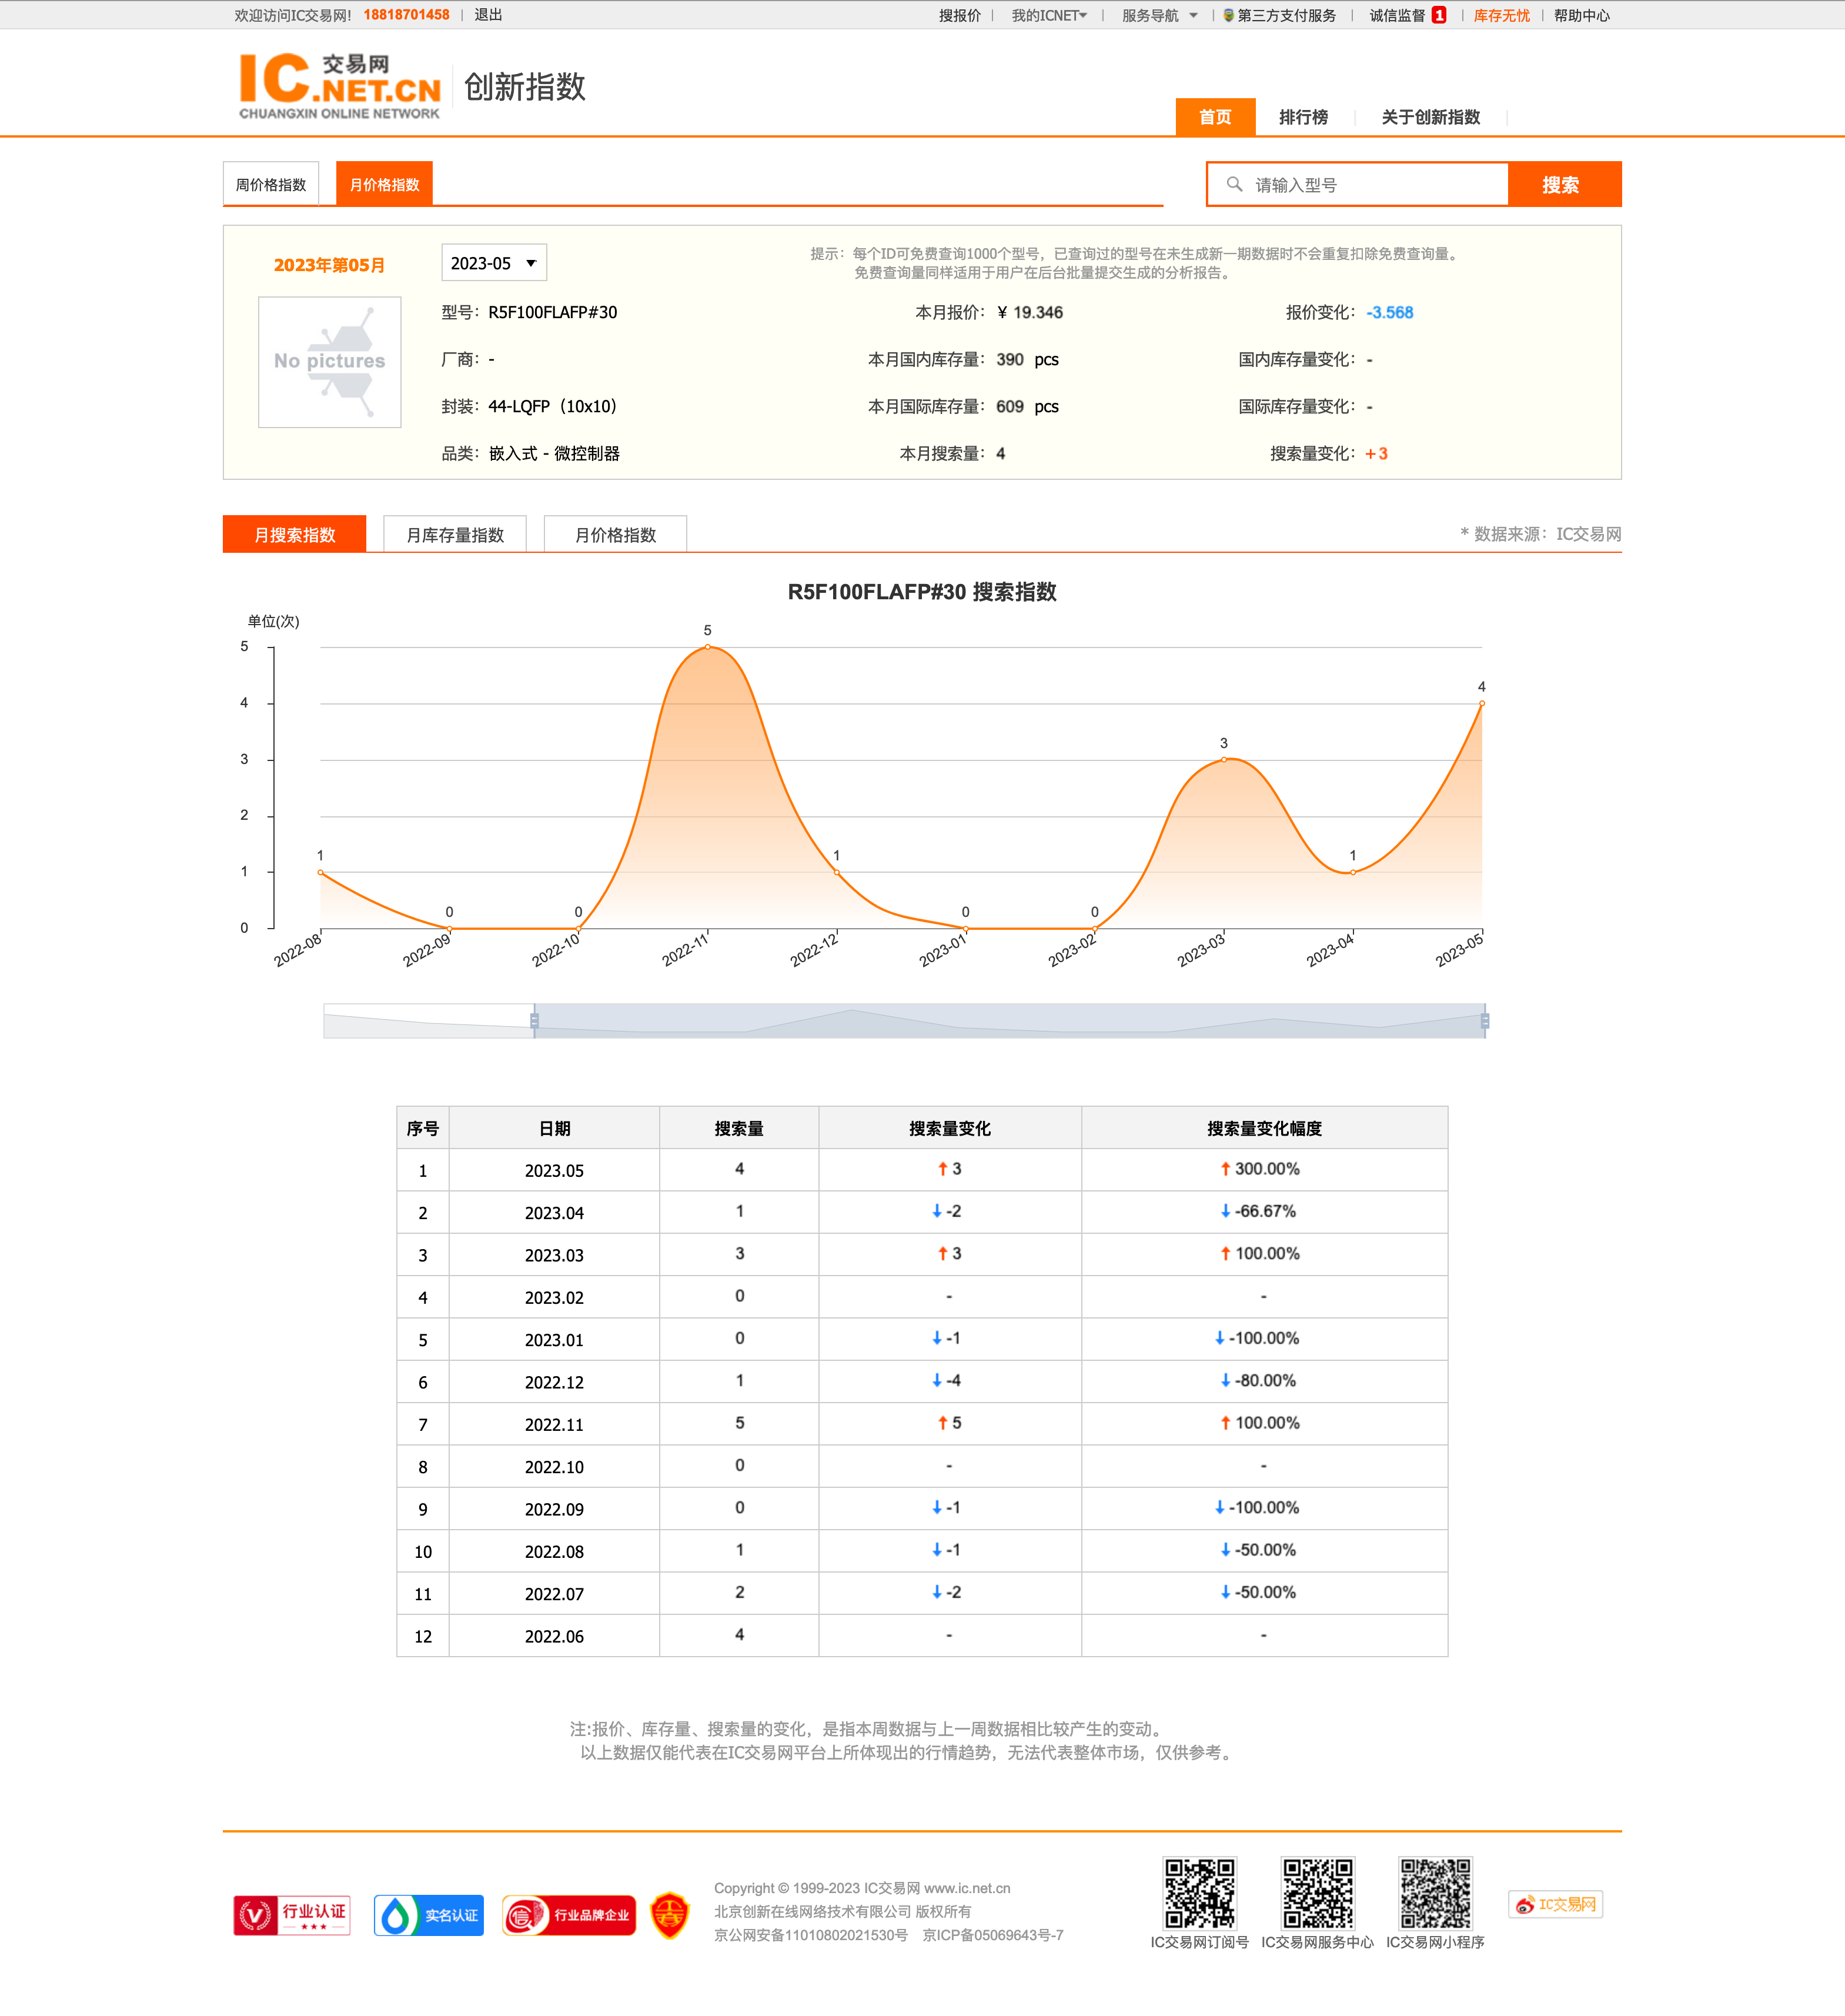 欢迎访问IC交易网! 18818701458 | 退出
搜报价 | 我的ICNET | 服务导航 | 第三方支付服务 | 诚信监督 1 | 库存无忧 | 帮助中心
IC.NET.CN 交易网
CHUANGXIN ONLINE NETWORK
创新指数
首页 排行榜 关于创新指数
周价格指数 月价格指数
请输入型号 搜索
2023年第05月 2023-05
提示：每个ID可免费查询1000个型号，已查询过的型号在未生成新一期数据时不会重复扣除免费查询量。
免费查询量同样适用于用户在后台批量提交生成的分析报告。
No pictures
型号：R5F100FLAFP#30 本月报价：¥ 19.346 报价变化：-3.568
厂商：- 本月国内库存量：390 pcs 国内库存量变化：-
封装：44-LQFP（10x10） 本月国际库存量：609 pcs 国际库存量变化：-
品类：嵌入式 - 微控制器 本月搜索量：4 搜索量变化：+3
月搜索指数 月库存量指数 月价格指数 * 数据来源：IC交易网
R5F100FLAFP#30 搜索指数
单位(次)
5
4
3
2
1
0
1 0 0 5 1 0 0 3 1 4
2022-08 2022-09 2022-10 2022-11 2022-12 2023-01 2023-02 2023-03 2023-04 2023-05
序号 日期 搜索量 搜索量变化 搜索量变化幅度
1 2023.05 4 ↑3 ↑300.00%
2 2023.04 1 ↓-2 ↓-66.67%
3 2023.03 3 ↑3 ↑100.00%
4 2023.02 0 - -
5 2023.01 0 ↓-1 ↓-100.00%
6 2022.12 1 ↓-4 ↓-80.00%
7 2022.11 5 ↑5 ↑100.00%
8 2022.10 0 - -
9 2022.09 0 ↓-1 ↓-100.00%
10 2022.08 1 ↓-1 ↓-50.00%
11 2022.07 2 ↓-2 ↓-50.00%
12 2022.06 4 - -
注:报价、库存量、搜索量的变化，是指本周数据与上一周数据相比较产生的变动。
以上数据仅能代表在IC交易网平台上所体现出的行情趋势，无法代表整体市场，仅供参考。
行业认证
实名认证
信 行业品牌企业
Copyright © 1999-2023 IC交易网 www.ic.net.cn
北京创新在线网络技术有限公司 版权所有
京公网安备11010802021530号 京ICP备05069643号-7
IC交易网订阅号 IC交易网服务中心 IC交易网小程序
IC交易网